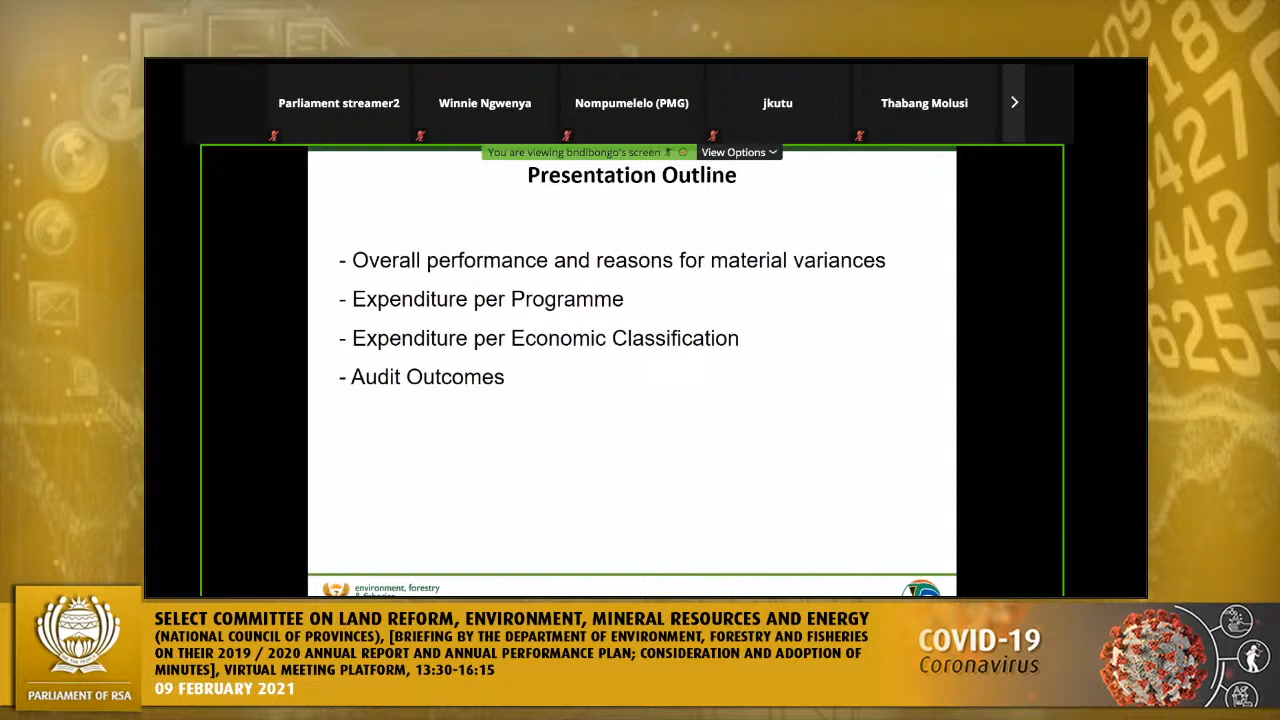 Parliament streamer2
Winnie Ngwenya
Nompumelelo (PMG)
jkutu
Thabang Molusi
You are viewing bndibongo's screen
View Options
Presentation Outline
- Overall performance and reasons for material variances
- Expenditure per Programme
- Expenditure per Economic Classification
- Audit Outcomes
environment, forestry
SELECT COMMITTEE ON LAND REFORM, ENVIRONMENT, MINERAL RESOURCES AND ENERGY
(NATIONAL COUNCIL OF PROVINCES), [BRIEFING BY THE DEPARTMENT OF ENVIRONMENT, FORESTRY AND FISHERIES
ON THEIR 2019 / 2020 ANNUAL REPORT AND ANNUAL PERFORMANCE PLAN; CONSIDERATION AND ADOPTION OF
MINUTES], VIRTUAL MEETING PLATFORM, 13:30-16:15
09 FEBRUARY 2021
PARLIAMENT OF RSA
COVID-19
Coronavirus